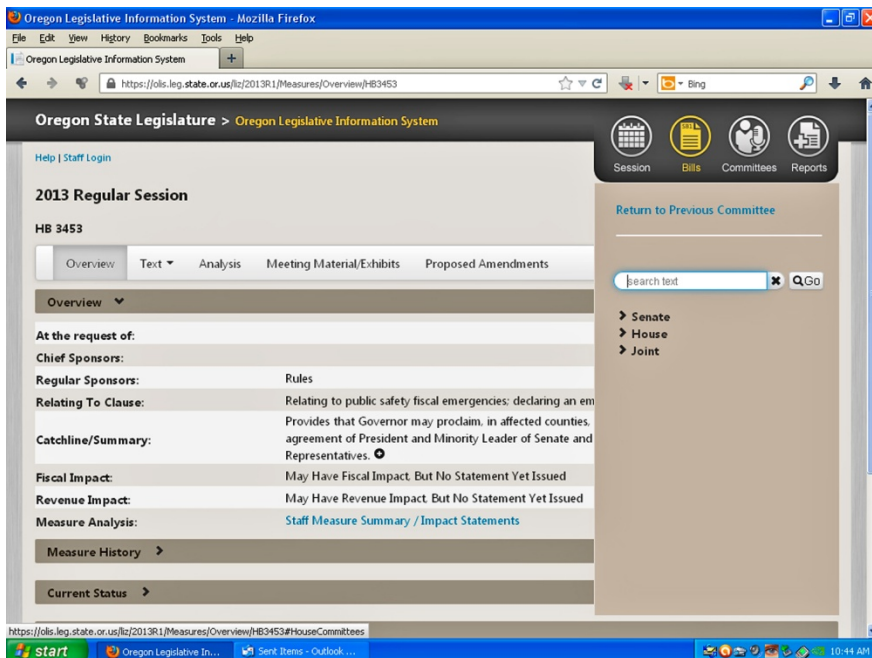 Oregon Legislative Information System - Mozilla Firefox
File Edit View History Bookmarks Tools Help
Oregon Legislative Information System +
https://olis.leg.state.or.us/liz/2013R1/Measures/Overview/HB3453 Bing
Oregon State Legislature > Oregon Legislative Information System
Session Bills Committees Reports
Help | Staff Login
2013 Regular Session
HB 3453
Overview Text Analysis Meeting Material/Exhibits Proposed Amendments
Overview
At the request of:
Chief Sponsors:
Regular Sponsors: Rules
Relating To Clause: Relating to public safety fiscal emergencies; declaring an em
Catchline/Summary: Provides that Governor may proclaim, in affected counties,
agreement of President and Minority Leader of Senate and
Representatives.
Fiscal Impact: May Have Fiscal Impact, But No Statement Yet Issued
Revenue Impact: May Have Revenue Impact, But No Statement Yet Issued
Measure Analysis: Staff Measure Summary / Impact Statements
Measure History
Current Status
Return to Previous Committee
search text Go
Senate
House
Joint
https://olis.leg.state.or.us/liz/2013R1/Measures/Overview/HB3453#HouseCommittees
start Oregon Legislative In... Sent Items - Outlook ... 10:44 AM